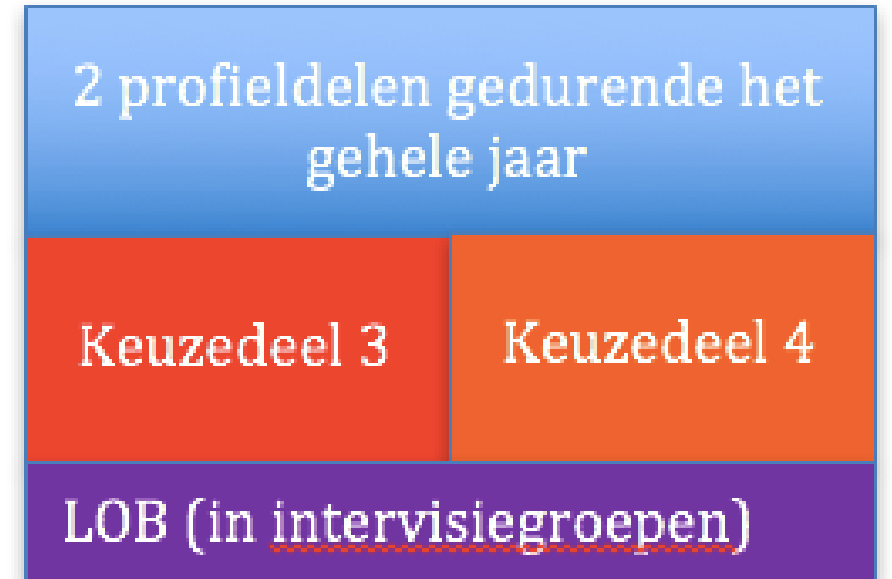 2 profieldelen gedurende het
gehele jaar
Keuzedeel 3
Keuzedeel 4
LOB (in intervisiegroepen)